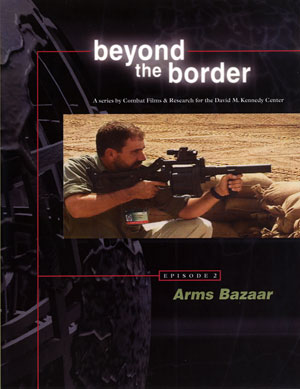 beyond
the border
A series by Combat Films & Research for the David M. Kennedy Center
EPISODE 2
Arms Bazaar